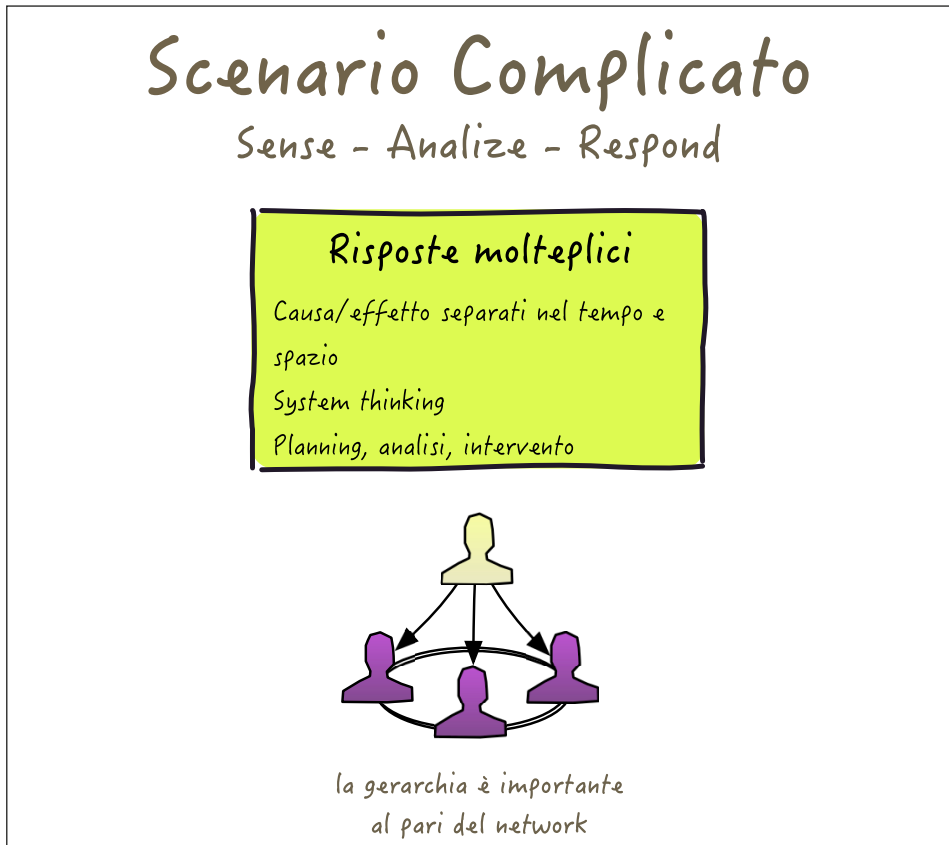 Scenario Complicato
Sense - Analize - Respond
Risposte molteplici
Causa/effetto separati nel tempo e
spazio
System thinking
Planning, analisi, intervento
la gerarchia è importante
al pari del network